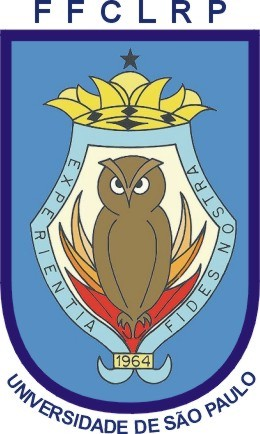 FFCLRP
EXPERIENTIA
FIDES NOSTRA
1964
UNIVERSIDADE DE SÃO PAULO